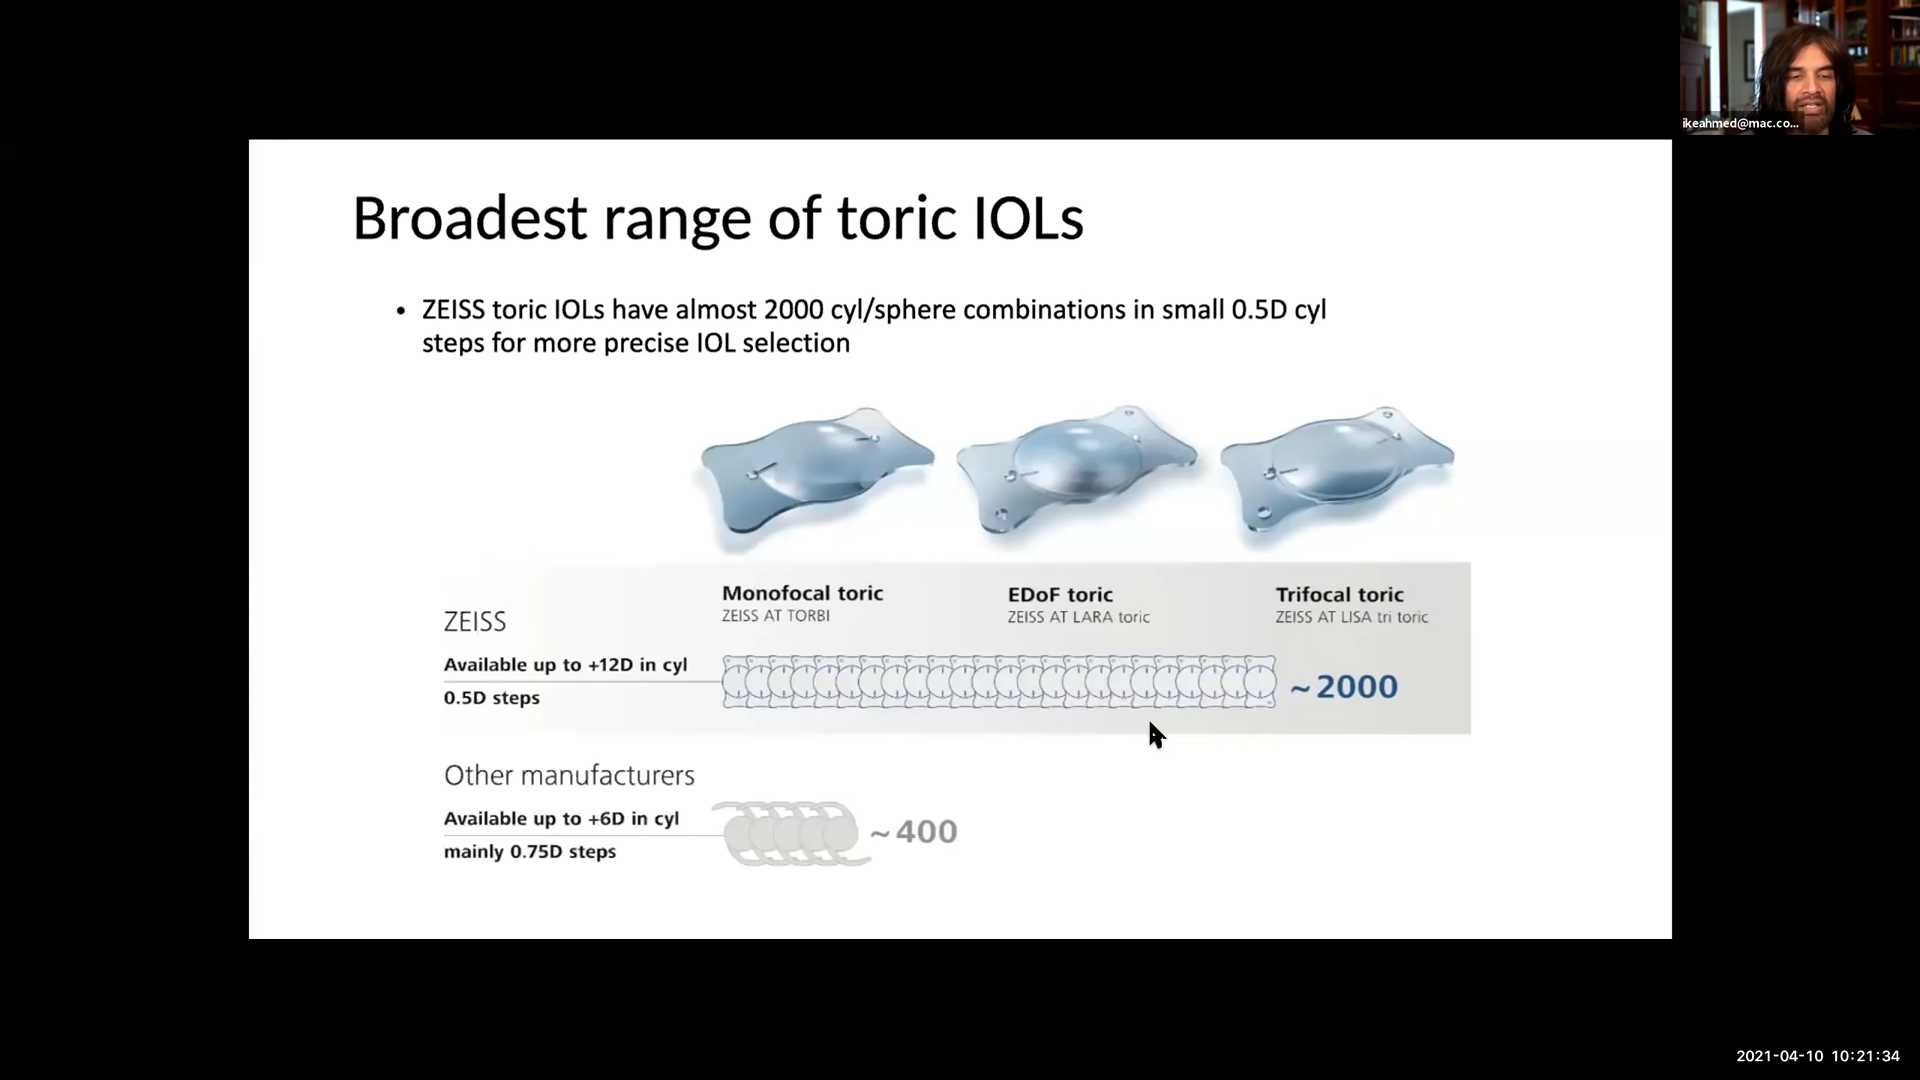 ikeahmed@mac.co...
Broadest range of toric IOLs
• ZEISS toric IOLs have almost 2000 cyl/sphere combinations in small 0.5D cyl
steps for more precise IOL selection
Monofocal toric
ZEISS AT TORBI
EDoF toric
ZEISS AT LARA toric
Trifocal toric
ZEISS AT LISA tri toric
ZEISS
Available up to +12D in cyl
0.5D steps
~2000
Other manufacturers
Available up to +6D in cyl
mainly 0.75D steps
~400
2021-04-10 10:21:34